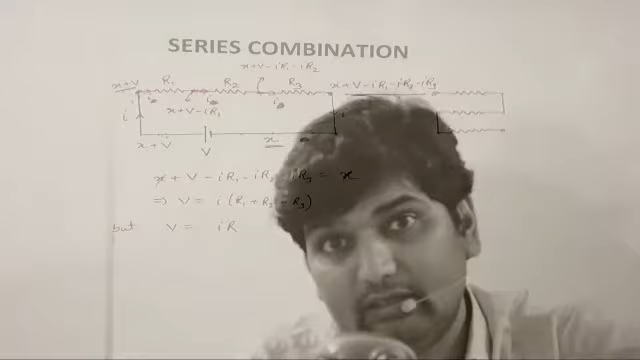 SERIES COMBINATION
x+V-iR₁-iR₂
x+V R₁ R₂ R₃ x+V-iR₁-iR₂-iR₃
i i x+V-iR₁ i i
i
x+V V x
x+V-iR₁-iR₂-iR₃ = x
⇒ V = i(R₁+R₂+R₃)
but V = iR